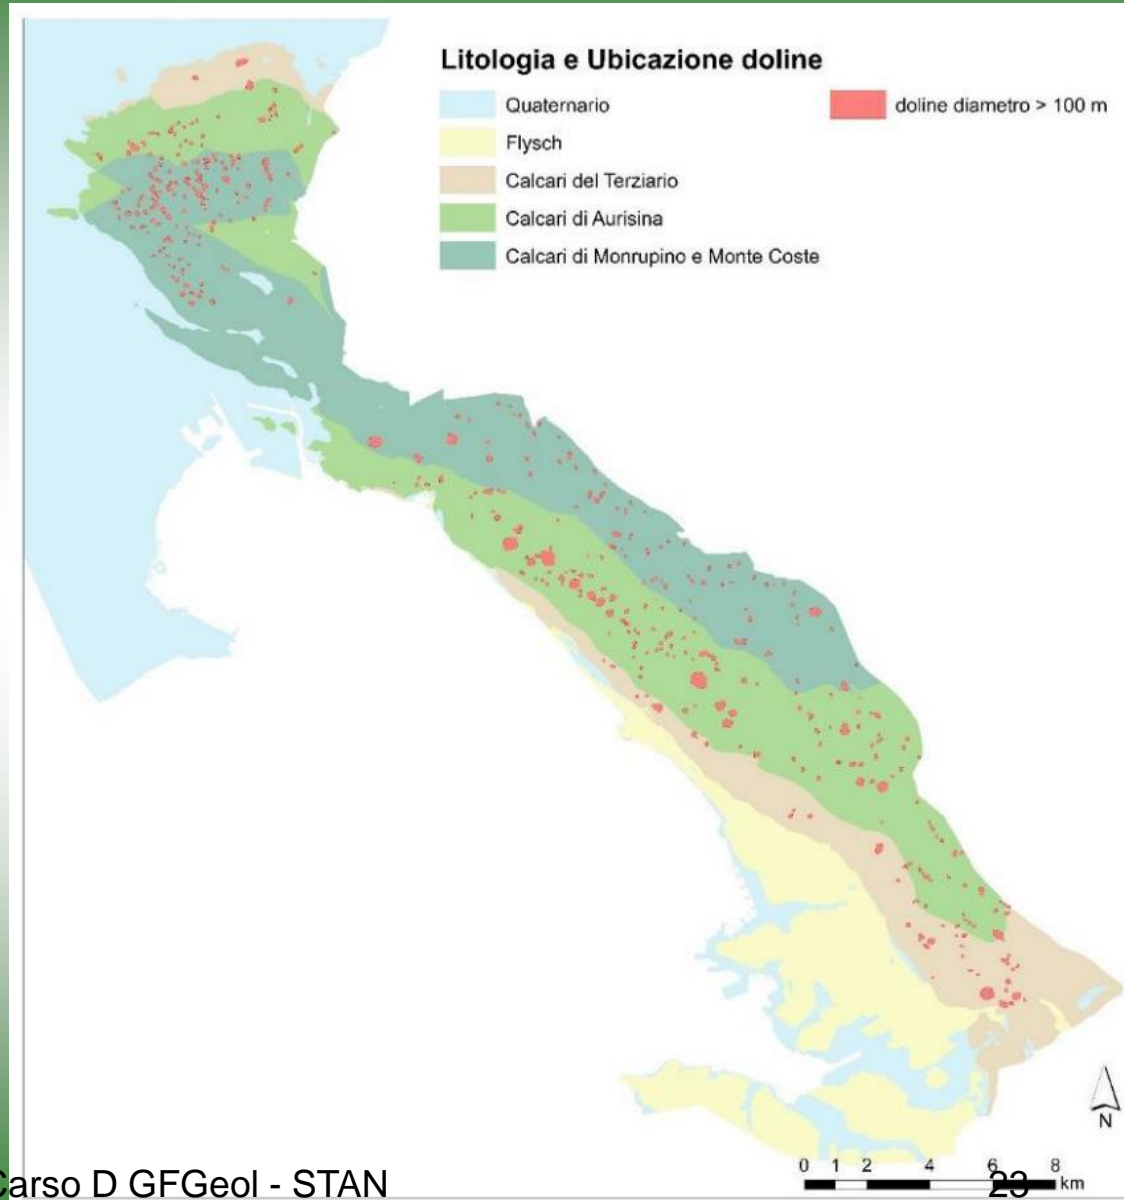 Litologia e Ubicazione doline
Quaternario
doline diametro > 100 m
Flysch
Calcari del Terziario
Calcari di Aurisina
Calcari di Monrupino e Monte Coste
N
0 1 2 4 6 8
km
arso D GFGeol - STAN
23